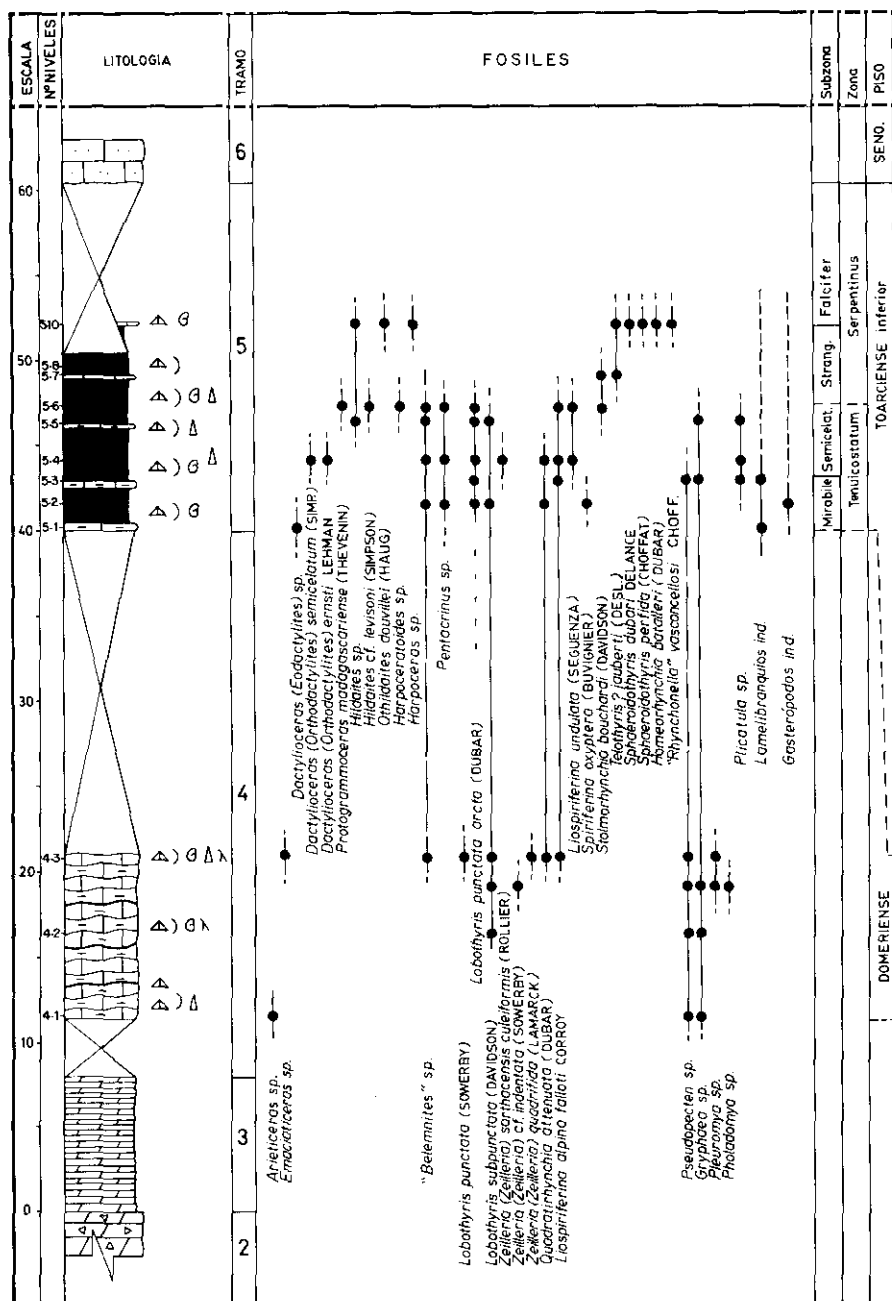 ESCALA
Nº NIVELES
LITOLOGIA
TRAMO
FOSILES
Subzona
Zona
PISO
60
50
40
30
20
10
0
5-10
5-8
5-7
5-6
5-5
5-4
5-3
5-2
5-1
4-3
4-2
4-1
6
5
4
3
2
Arieticeras sp.
Emaciaticeras sp.
Dactylioceras (Eodactylites) sp.
Dactylioceras (Orthodactylites) semicelatum (SIMP.)
Dactylioceras (Orthodactylites) ernsti LEHMAN
Protogrammoceras madagascariense (THEVENIN)
Hildaites sp.
Hildaites cf. levisoni (SIMPSON)
Othildaites douvillei (HAUG)
Harpoceratoides sp.
Harpoceras sp.
"Belemnites" sp.
Pentacrinus sp.
Lobothyris punctata (SOWERBY)
Lobothyris punctata arcta (DUBAR)
Lobothyris subpunctata (DAVIDSON)
Zeilleria (Zeilleria) sarthacensis culeiformis (ROLLIER)
Zeilleria (Zeilleria) cf. indentata (SOWERBY)
Zeilleria (Zeilleria) quadrifida (LAMARCK)
Quadratirhynchia attenuata (DUBAR)
Liospiriferina alpina falloti CORROY
Liospiriferina undulata (SEGUENZA)
Spiriferina oxyptera (BUVIGNIER)
Stolmorhynchia bouchardi (DAVIDSON)
Telothyris ? jauberti (DESL.)
Sphaeroidothyris dubari DELANCE
Sphaeroidothyris perfida (CHOFFAT)
Homeorhynchia batalleri (DUBAR)
"Rhynchonella" vasconcellosi CHOFF.
Pseudopecten sp.
Gryphaea sp.
Pleuromya sp.
Pholadomya sp.
Plicatula sp.
Lamelibranquios ind.
Gasterópodos ind.
Mirabile
Semicelat.
Strang.
Falcifer
Tenuicostatum
Serpentinus
SENO.
TOARCIENSE inferior
DOMERIENSE